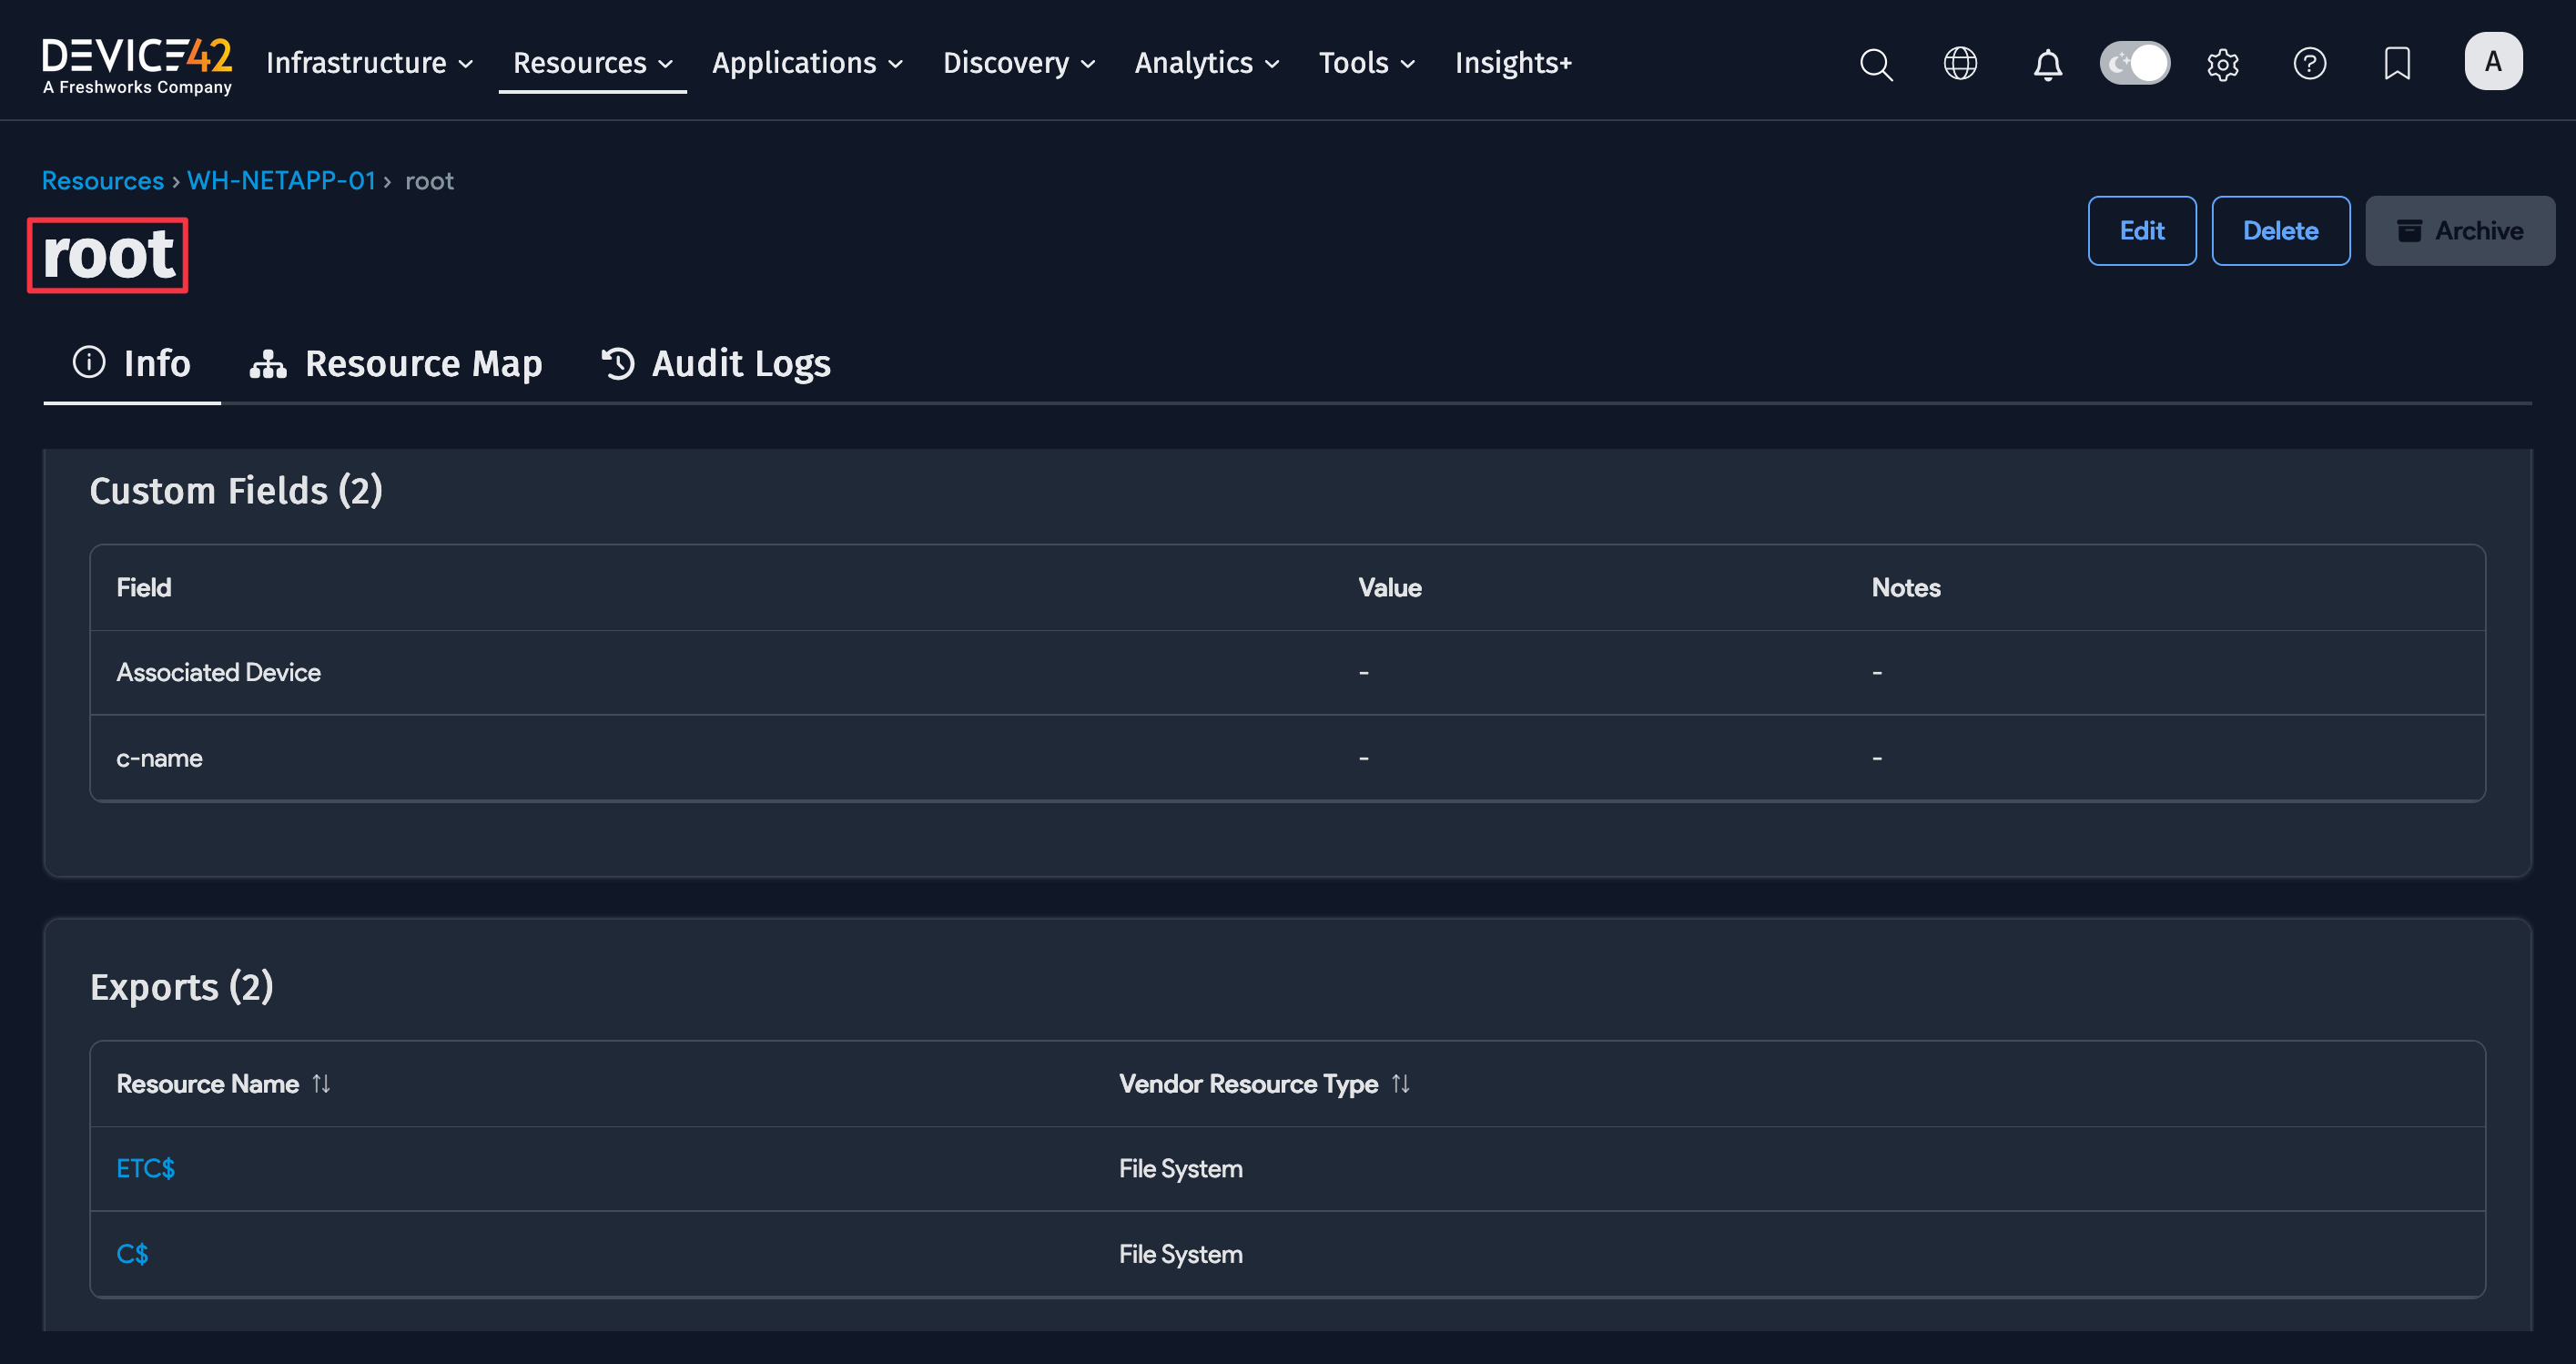 DEVICE42
A Freshworks Company
Infrastructure Resources Applications Discovery Analytics Tools Insights+ A
Resources › WH-NETAPP-01 › root
root
Edit Delete Archive
Info Resource Map Audit Logs
Custom Fields (2)
Field Value Notes
Associated Device - -
c-name - -
Exports (2)
Resource Name Vendor Resource Type
ETC$ File System
C$ File System